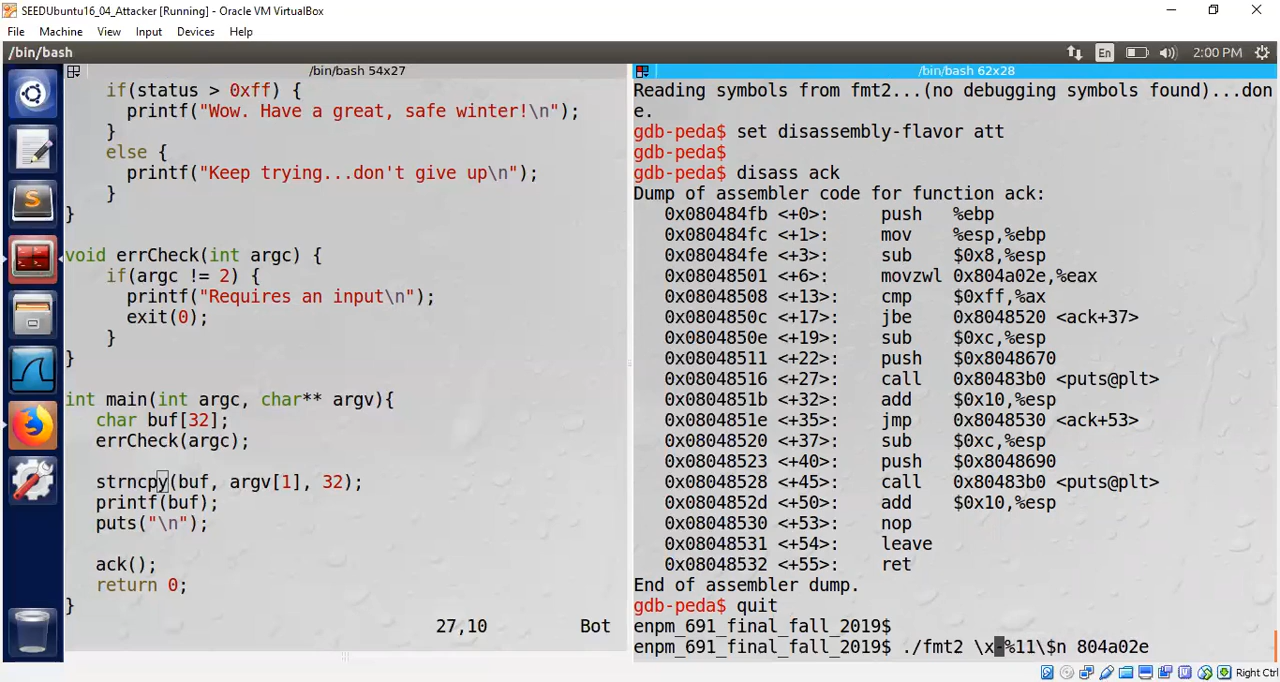 SEEDUbuntu16_04_Attacker [Running] - Oracle VM VirtualBox
File Machine View Input Devices Help
/bin/bash En 2:00 PM
/bin/bash 54x27
if(status > 0xff) {
printf("Wow. Have a great, safe winter!\n");
}
else {
printf("Keep trying...don't give up\n");
}
}
void errCheck(int argc) {
if(argc != 2) {
printf("Requires an input\n");
exit(0);
}
}
int main(int argc, char** argv){
char buf[32];
errCheck(argc);
strncpy(buf, argv[1], 32);
printf(buf);
puts("\n");
ack();
return 0;
}
27,10 Bot
/bin/bash 62x28
Reading symbols from fmt2...(no debugging symbols found)...don
e.
gdb-peda$ set disassembly-flavor att
gdb-peda$
gdb-peda$ disass ack
Dump of assembler code for function ack:
0x080484fb <+0>: push %ebp
0x080484fc <+1>: mov %esp,%ebp
0x080484fe <+3>: sub $0x8,%esp
0x08048501 <+6>: movzwl 0x804a02e,%eax
0x08048508 <+13>: cmp $0xff,%ax
0x0804850c <+17>: jbe 0x8048520 <ack+37>
0x0804850e <+19>: sub $0xc,%esp
0x08048511 <+22>: push $0x8048670
0x08048516 <+27>: call 0x80483b0 <puts@plt>
0x0804851b <+32>: add $0x10,%esp
0x0804851e <+35>: jmp 0x8048530 <ack+53>
0x08048520 <+37>: sub $0xc,%esp
0x08048523 <+40>: push $0x8048690
0x08048528 <+45>: call 0x80483b0 <puts@plt>
0x0804852d <+50>: add $0x10,%esp
0x08048530 <+53>: nop
0x08048531 <+54>: leave
0x08048532 <+55>: ret
End of assembler dump.
gdb-peda$ quit
enpm_691_final_fall_2019$
enpm_691_final_fall_2019$ ./fmt2 \x-%11\$n 804a02e
Right Ctrl